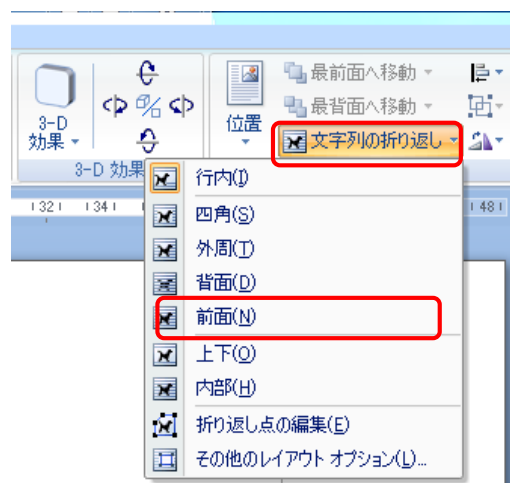 最前面へ移動
最背面へ移動
文字列の折り返し
3-D
効果
位置
3-D 効果
行内(I)
四角(S)
外周(T)
背面(D)
前面(N)
上下(O)
内部(H)
折り返し点の編集(E)
その他のレイアウト オプション(L)...
32
34
48